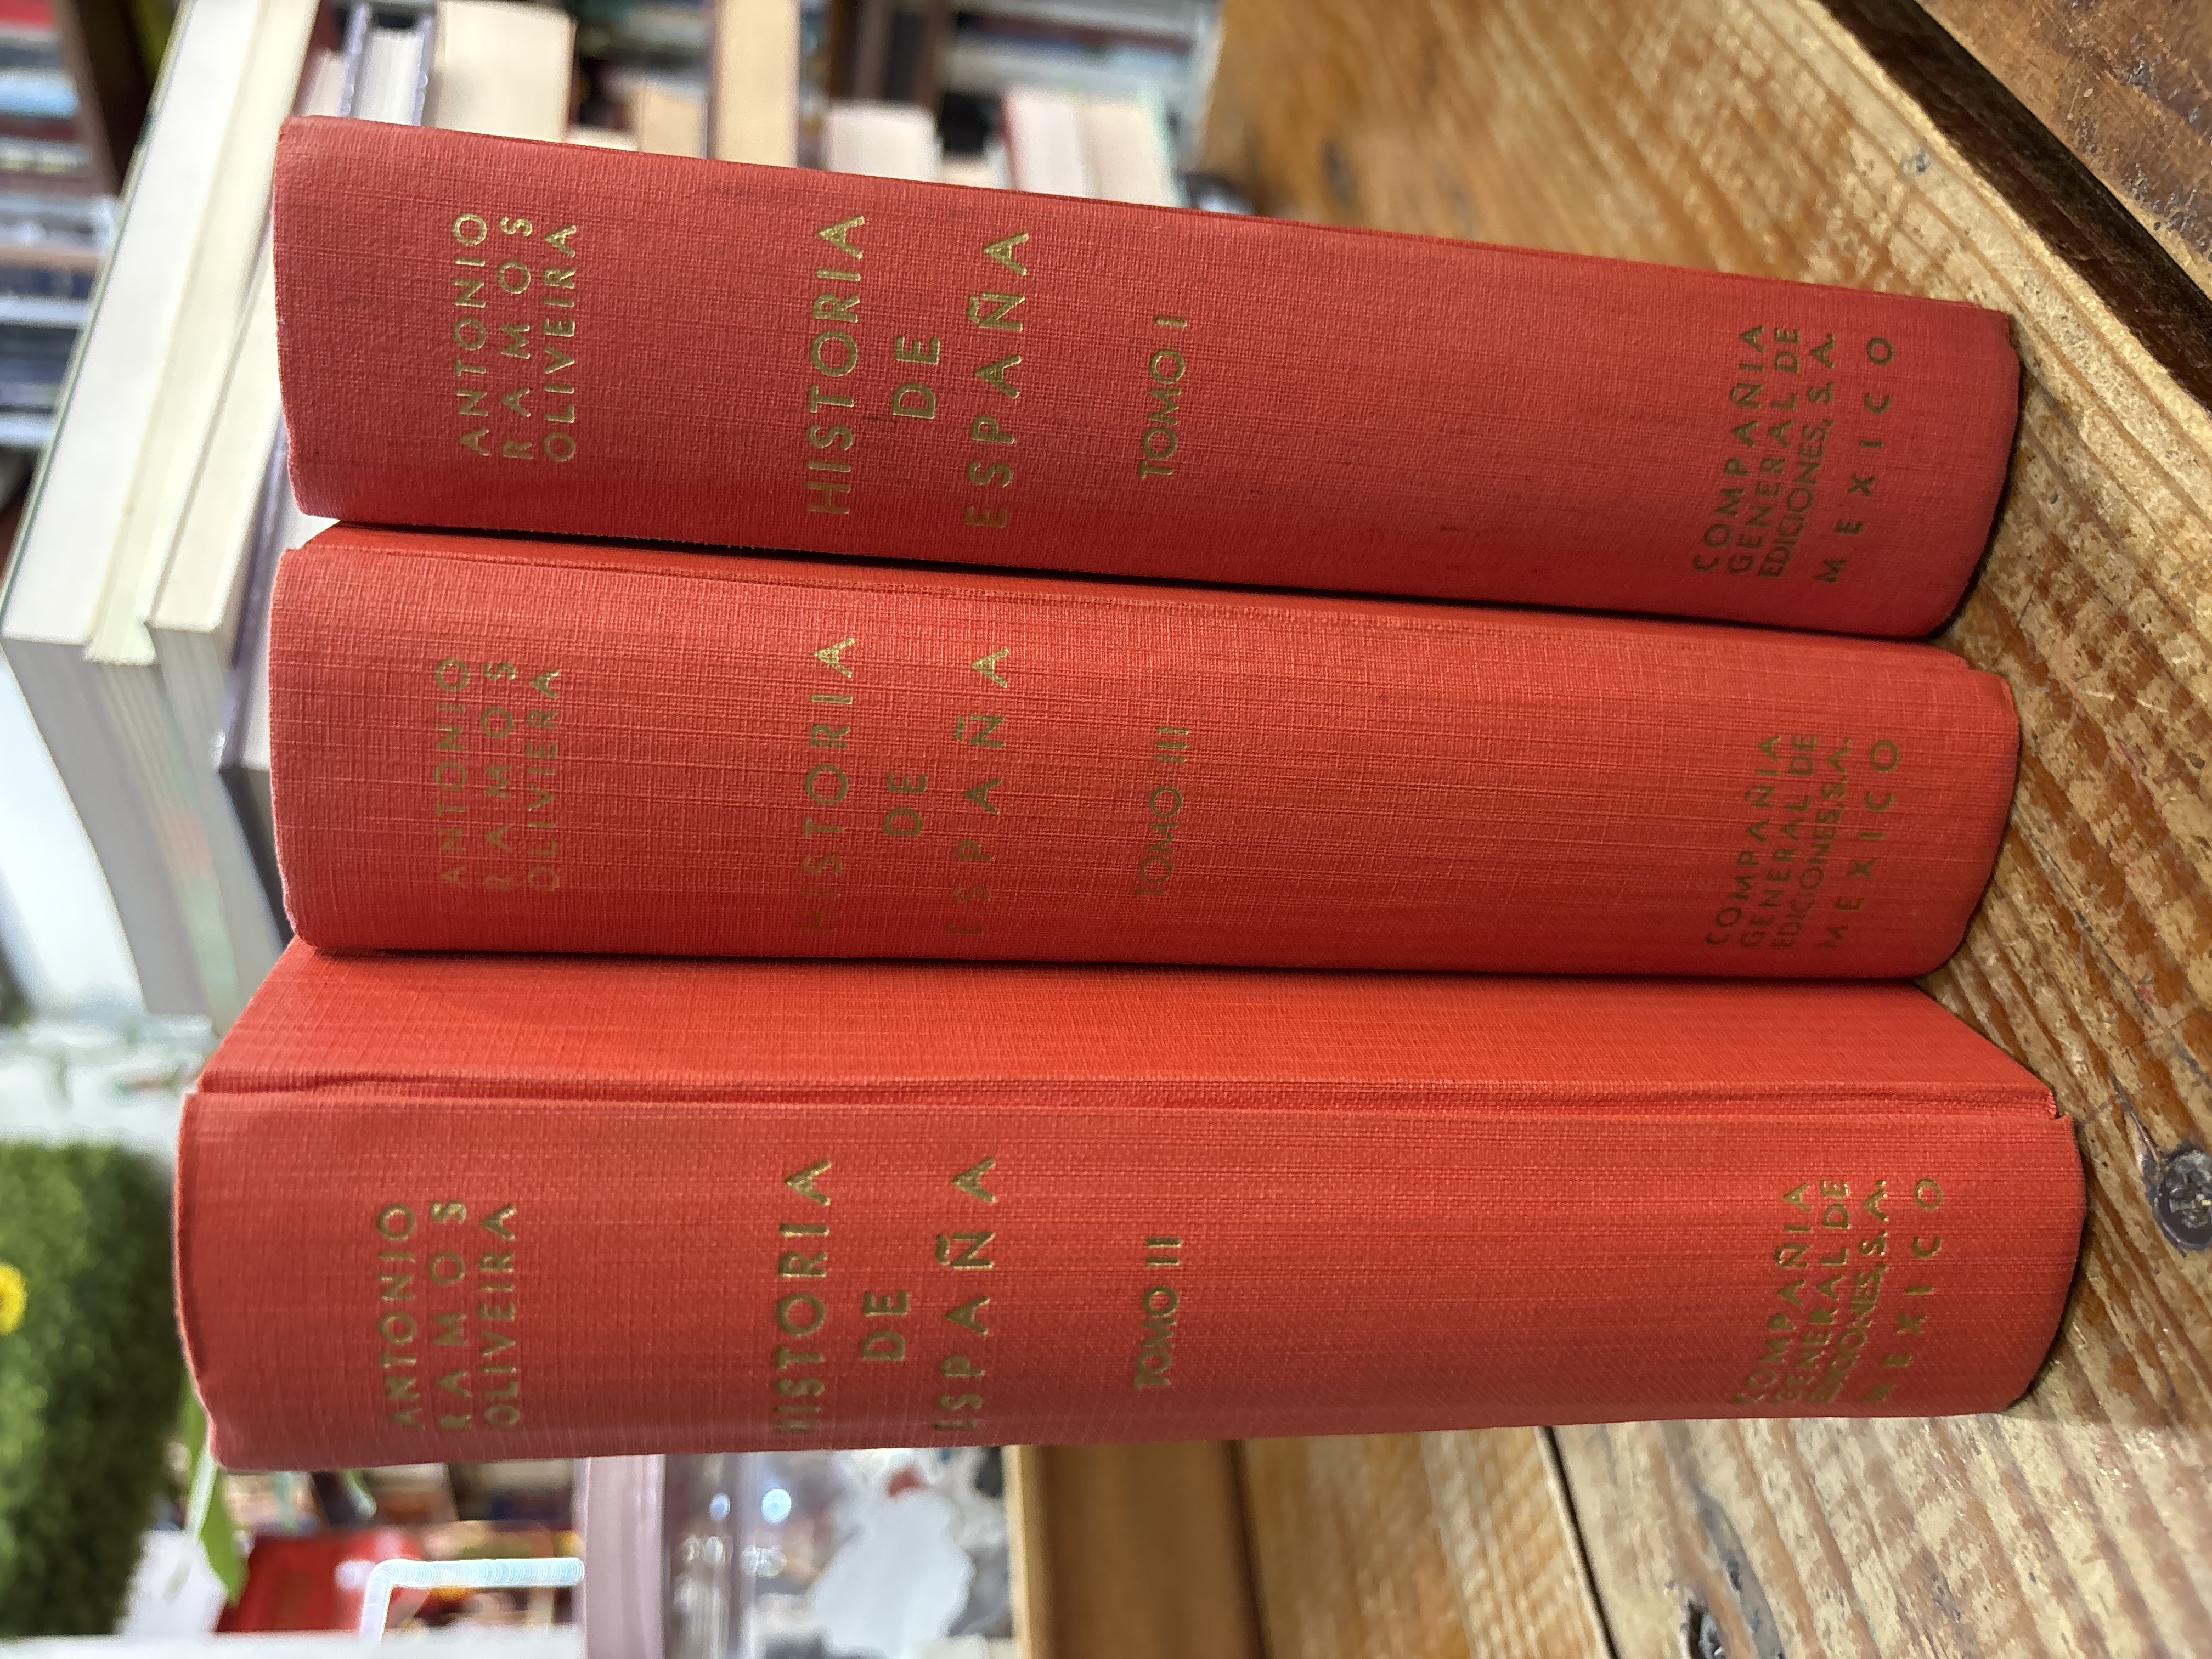 ANTONIO
RAMOS
OLIVEIRA
HISTORIA
DE
ESPAÑA
TOMO II
COMPAÑIA
GENERAL DE
EDICIONES, S.A.
MEXICO
ANTONIO
RAMOS
OLIVIERA
HISTORIA
DE
ESPAÑA
TOMO III
COMPAÑIA
GENERAL DE
EDICIONES,S.A.
MEXICO
ANTONIO
RAMOS
OLIVEIRA
HISTORIA
DE
ESPAÑA
TOMO I
COMPAÑIA
GENERAL DE
EDICIONES, S. A.
MEXICO